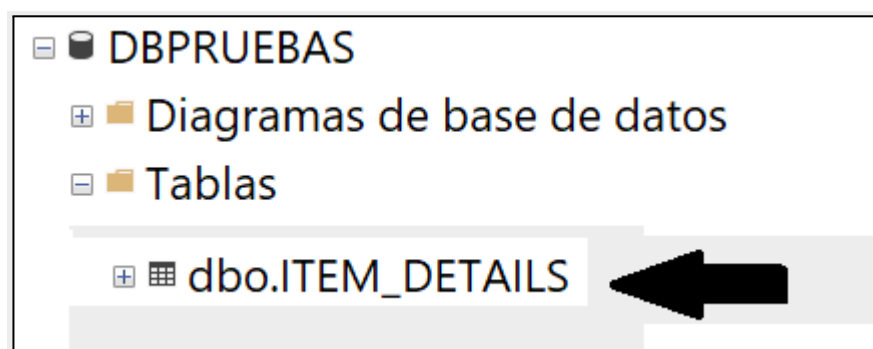 DBPRUEBAS
Diagramas de base de datos
Tablas
dbo.ITEM_DETAILS